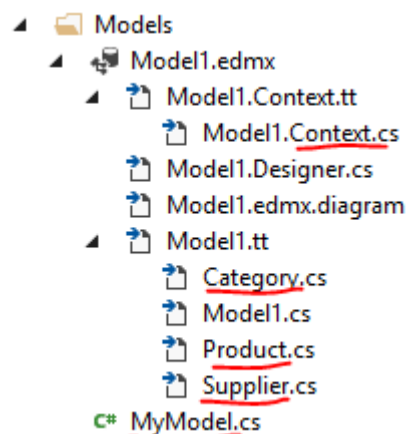 Models
Model1.edmx
Model1.Context.tt
Model1.Context.cs
Model1.Designer.cs
Model1.edmx.diagram
Model1.tt
Category.cs
Model1.cs
Product.cs
Supplier.cs
C# MyModel.cs